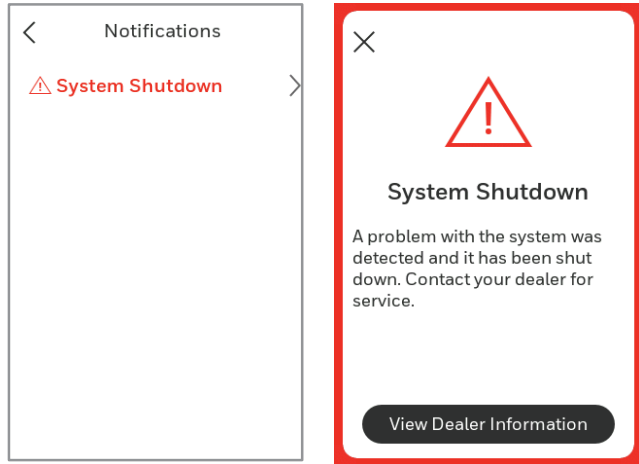 Notifications
System Shutdown
System Shutdown
A problem with the system was
detected and it has been shut
down. Contact your dealer for
service.
View Dealer Information